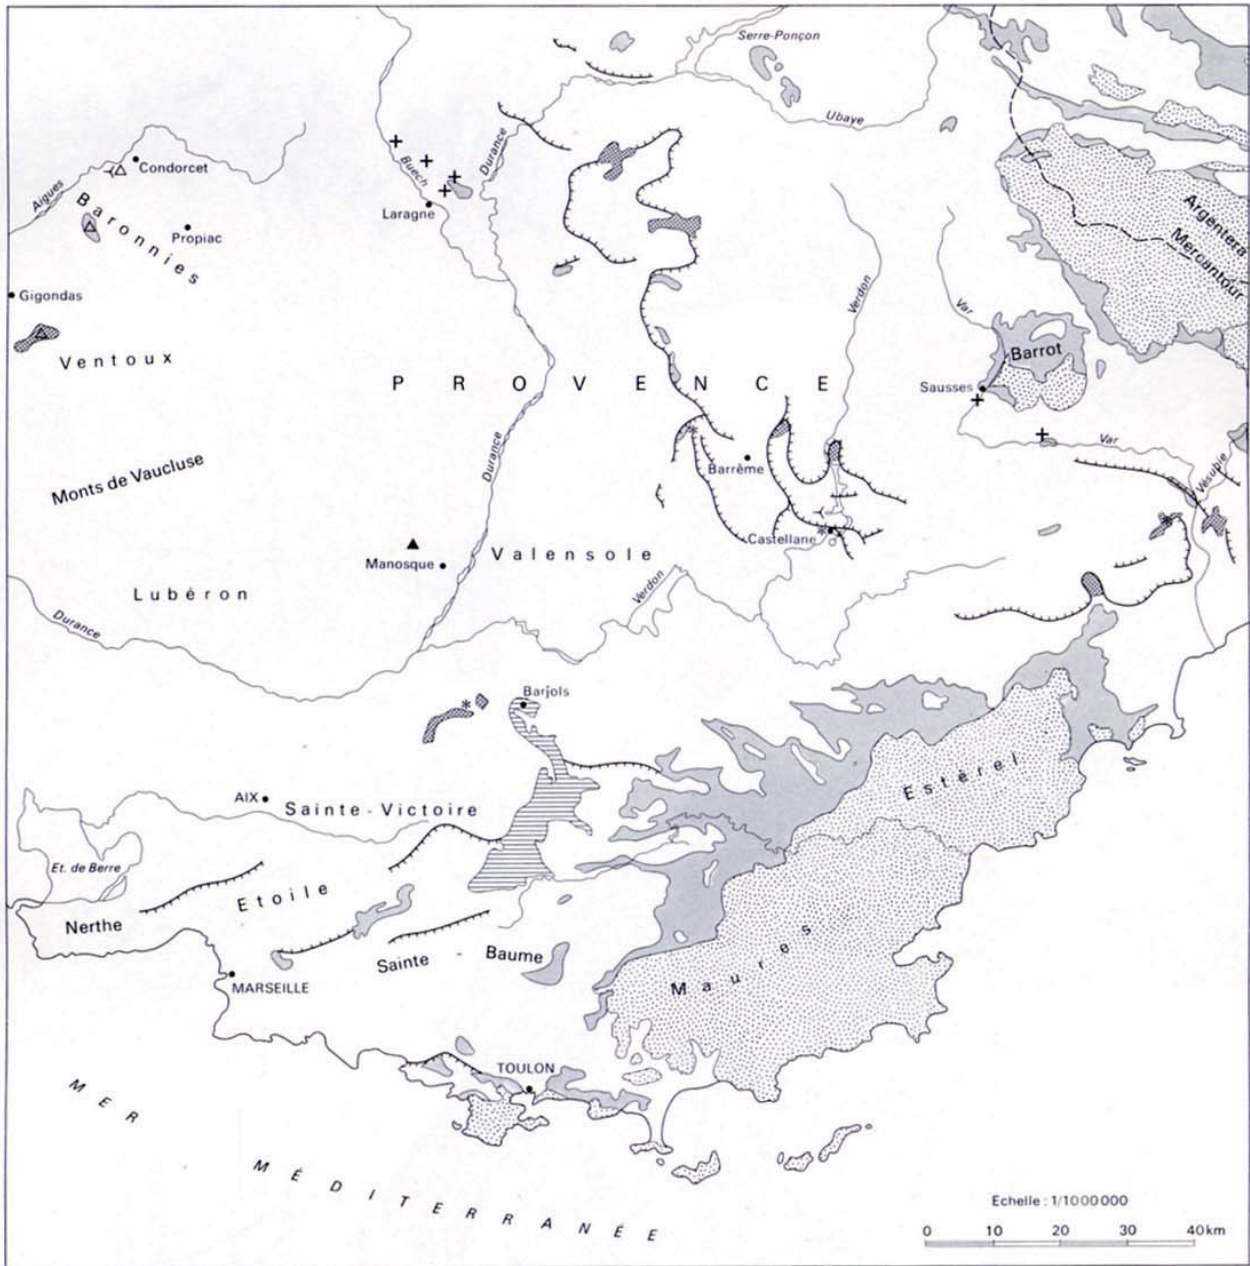 Serre-Ponçon
Ubaye
Durance
Condorcet
Buech
Aigues
Laragne
Baronnies
Propiac
Argentera
Mercantour
Gigondas
Verdon
Var
Ventoux
Barrot
PROVENCE
Sausses
Var
Durance
Monts de Vaucluse
Barrême
Vésubie
Castellane
Valensole
Manosque
Verdon
Lubéron
Durance
Barjols
Estérel
AIX
Sainte-Victoire
Et. de Berre
Etoile
Nerthe
Sainte - Baume
Maures
MARSEILLE
TOULON
MER
MÉDITERRANÉE
Echelle : 1/1000000
0 10 20 30 40 km